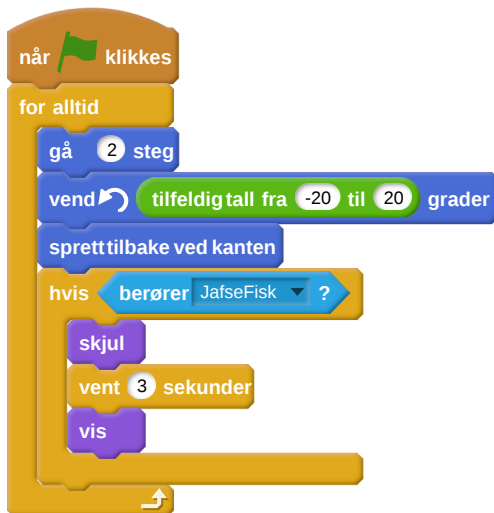 når klikkes
for alltid
gå 2 steg
vend tilfeldig tall fra -20 til 20 grader
sprett tilbake ved kanten
hvis berører JafseFisk ?
skjul
vent 3 sekunder
vis